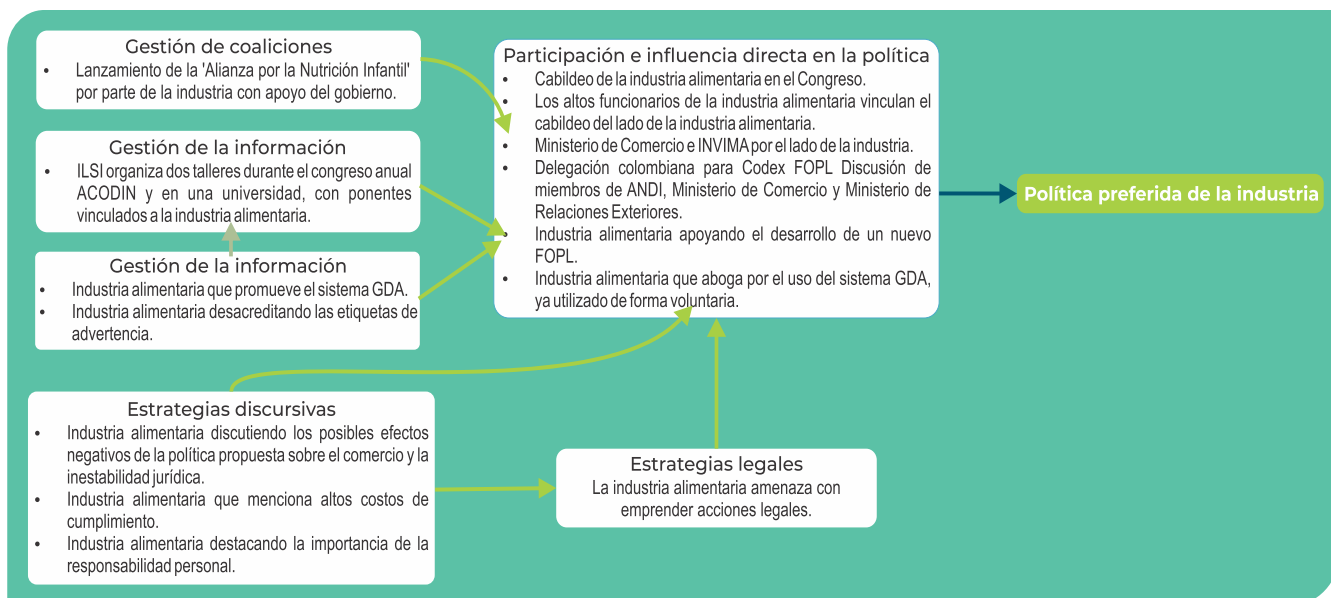 Gestión de coaliciones
• Lanzamiento de la 'Alianza por la Nutrición Infantil'
por parte de la industria con apoyo del gobierno.
Gestión de la información
• ILSI organiza dos talleres durante el congreso anual
ACODIN y en una universidad, con ponentes
vinculados a la industria alimentaria.
Gestión de la información
• Industria alimentaria que promueve el sistema GDA.
• Industria alimentaria desacreditando las etiquetas de
advertencia.
Estrategias discursivas
• Industria alimentaria discutiendo los posibles efectos
negativos de la política propuesta sobre el comercio y la
inestabilidad jurídica.
• Industria alimentaria que menciona altos costos de
cumplimiento.
• Industria alimentaria destacando la importancia de la
responsabilidad personal.
Estrategias legales
La industria alimentaria amenaza con
emprender acciones legales.
Participación e influencia directa en la política
• Cabildeo de la industria alimentaria en el Congreso.
• Los altos funcionarios de la industria alimentaria vinculan el
cabildeo del lado de la industria alimentaria.
• Ministerio de Comercio e INVIMA por el lado de la industria.
• Delegación colombiana para Codex FOPL Discusión de
miembros de ANDI, Ministerio de Comercio y Ministerio de
Relaciones Exteriores.
• Industria alimentaria apoyando el desarrollo de un nuevo
FOPL.
• Industria alimentaria que aboga por el uso del sistema GDA,
ya utilizado de forma voluntaria.
Política preferida de la industria